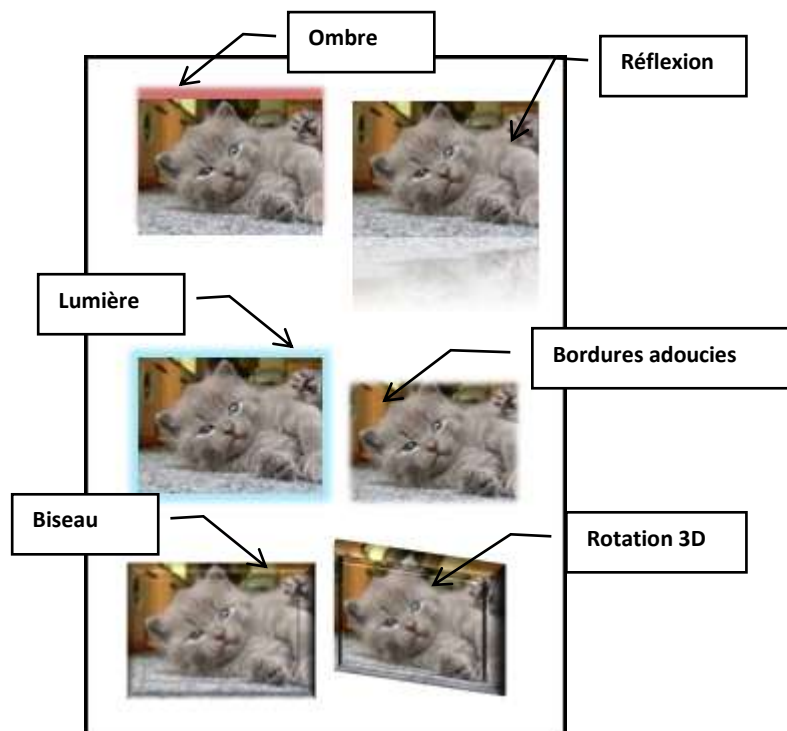 Ombre
Réflexion
Lumière
Bordures adoucies
Biseau
Rotation 3D